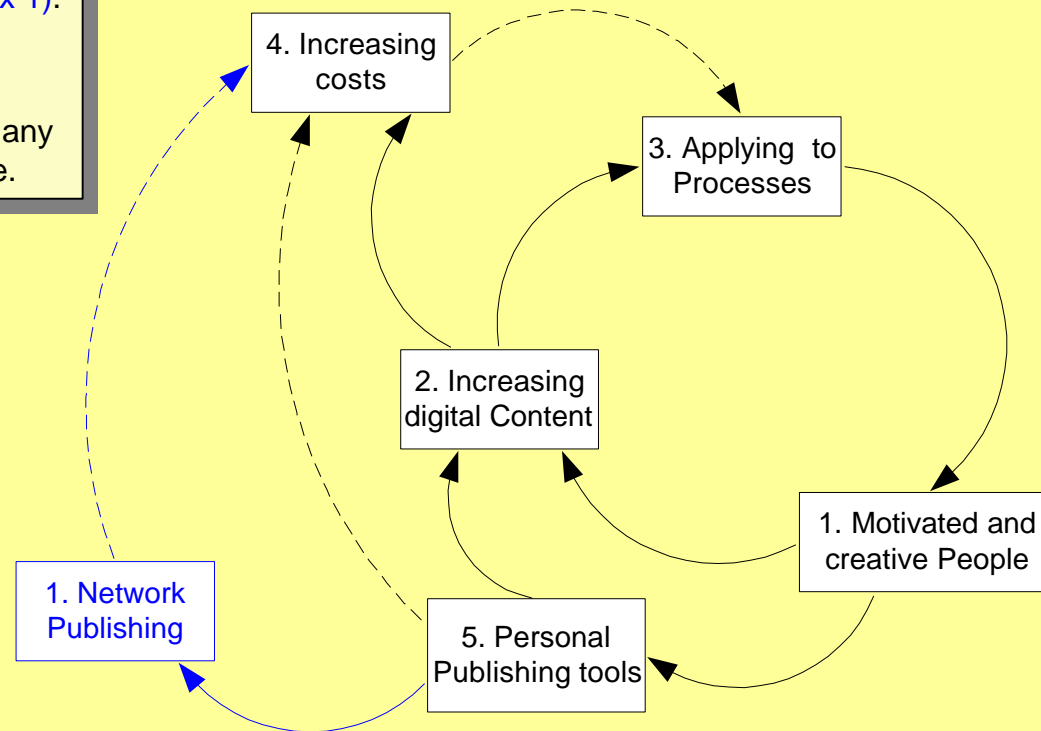 x 1).
any
e.
4. Increasing
costs
3. Applying to
Processes
2. Increasing
digital Content
1. Motivated and
creative People
1. Network
Publishing
5. Personal
Publishing tools